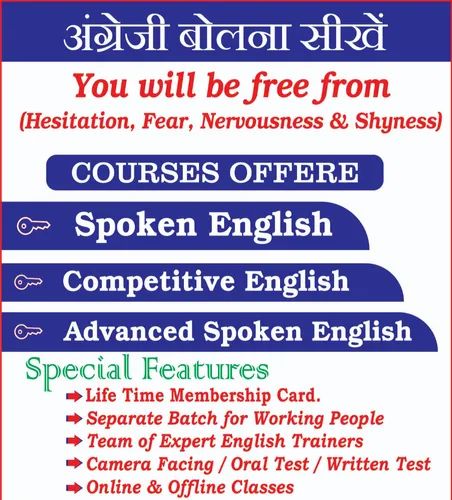 अंग्रेजी बोलना सीखें
You will be free from
(Hesitation, Fear, Nervousness & Shyness)
COURSES OFFERE
Spoken English
Competitive English
Advanced Spoken English
Special Features
Life Time Membership Card.
Separate Batch for Working People
Team of Expert English Trainers
Camera Facing / Oral Test / Written Test
Online & Offline Classes